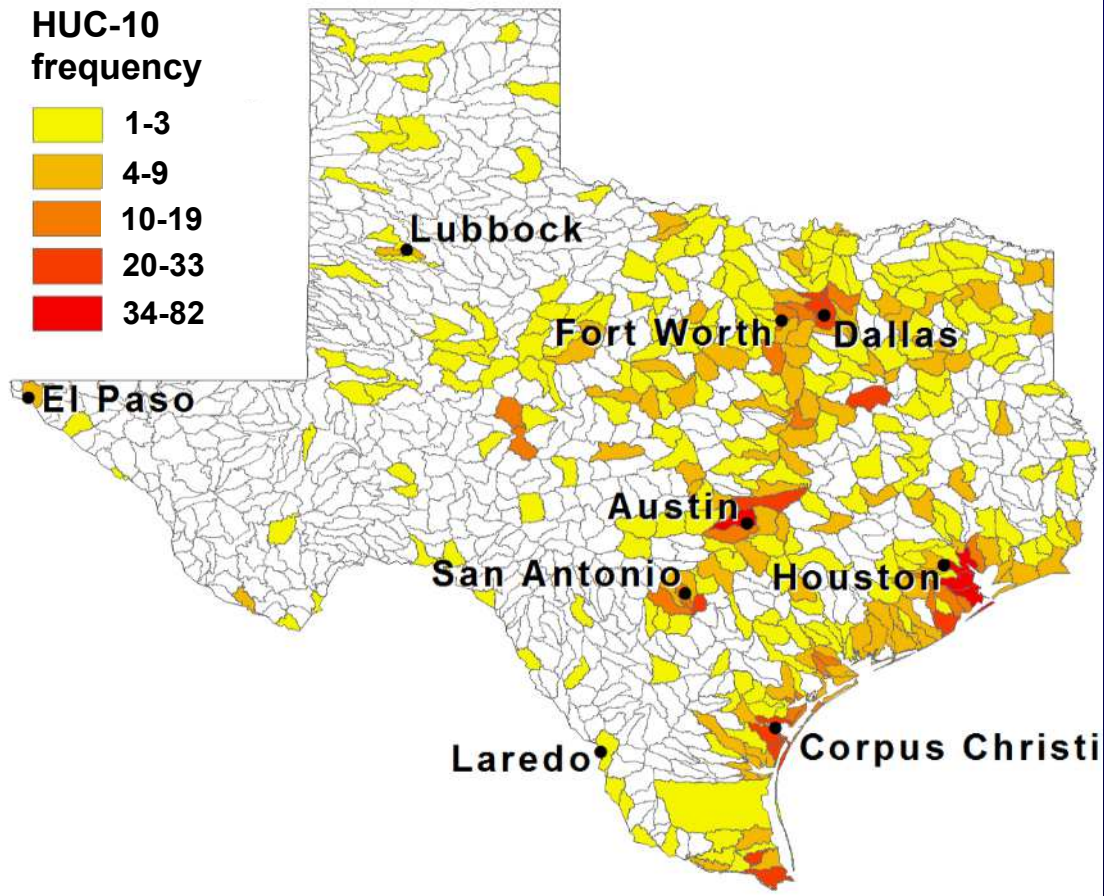 HUC-10
frequency
1-3
4-9
10-19
20-33
34-82
Lubbock
Fort Worth
Dallas
El Paso
Austin
San Antonio
Houston
Laredo
Corpus Christi